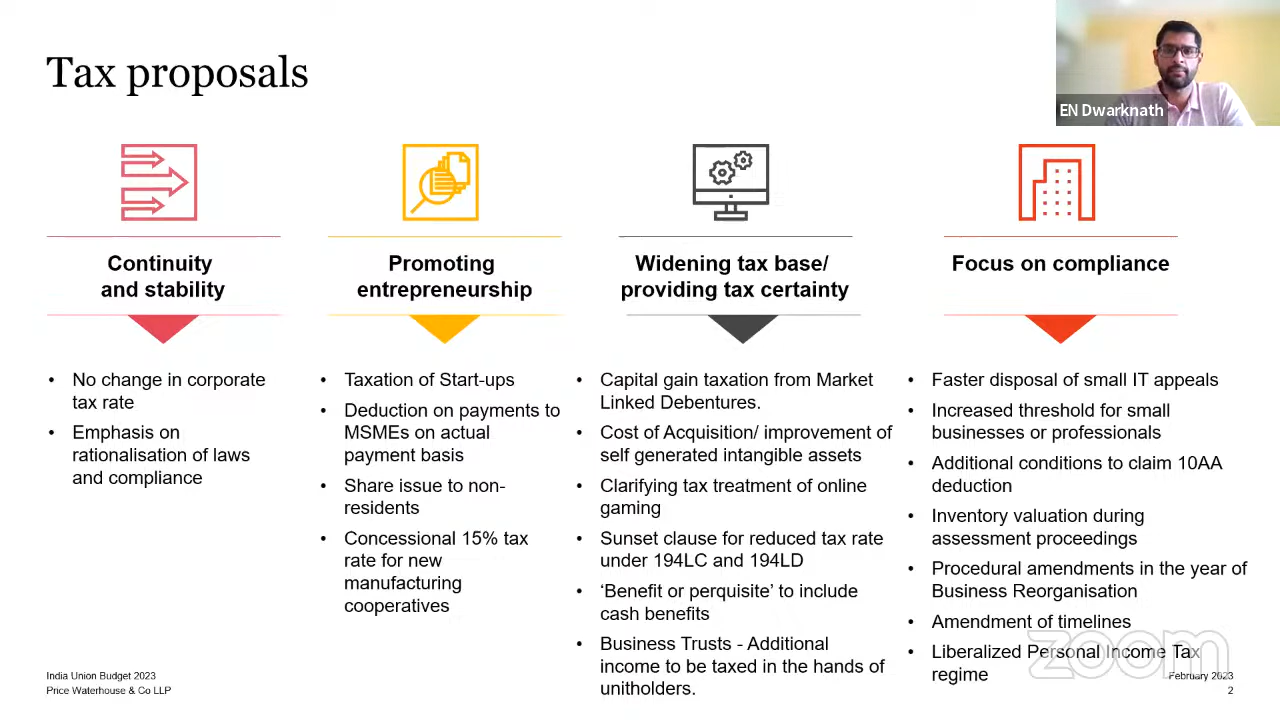 Tax proposals
EN Dwarknath
Continuity
and stability
• No change in corporate
tax rate
• Emphasis on
rationalisation of laws
and compliance
Promoting
entrepreneurship
• Taxation of Start-ups
• Deduction on payments to
MSMEs on actual
payment basis
• Share issue to non-
residents
• Concessional 15% tax
rate for new
manufacturing
cooperatives
Widening tax base/
providing tax certainty
• Capital gain taxation from Market
Linked Debentures.
• Cost of Acquisition/ improvement of
self generated intangible assets
• Clarifying tax treatment of online
gaming
• Sunset clause for reduced tax rate
under 194LC and 194LD
• ‘Benefit or perquisite’ to include
cash benefits
• Business Trusts - Additional
income to be taxed in the hands of
unitholders.
Focus on compliance
• Faster disposal of small IT appeals
• Increased threshold for small
businesses or professionals
• Additional conditions to claim 10AA
deduction
• Inventory valuation during
assessment proceedings
• Procedural amendments in the year of
Business Reorganisation
• Amendment of timelines
• Liberalized Personal Income Tax
regime
zoom
India Union Budget 2023
Price Waterhouse & Co LLP
February 2023
2